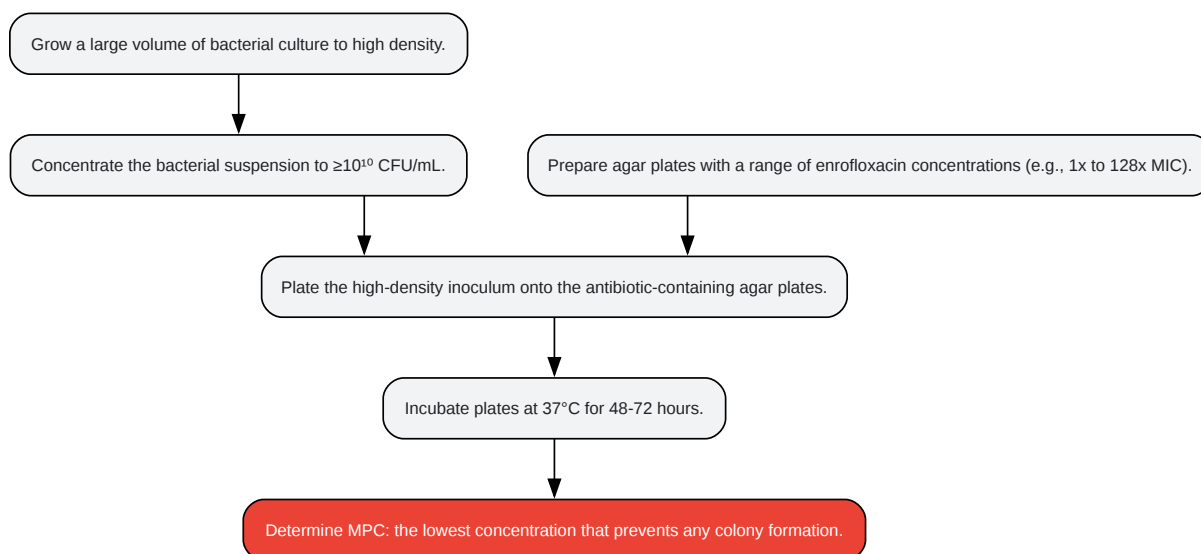 Grow a large volume of bacterial culture to high density.
Concentrate the bacterial suspension to ≥10¹⁰ CFU/mL.
Prepare agar plates with a range of enrofloxacin concentrations (e.g., 1x to 128x MIC).
Plate the high-density inoculum onto the antibiotic-containing agar plates.
Incubate plates at 37°C for 48-72 hours.
Determine MPC: the lowest concentration that prevents any colony formation.